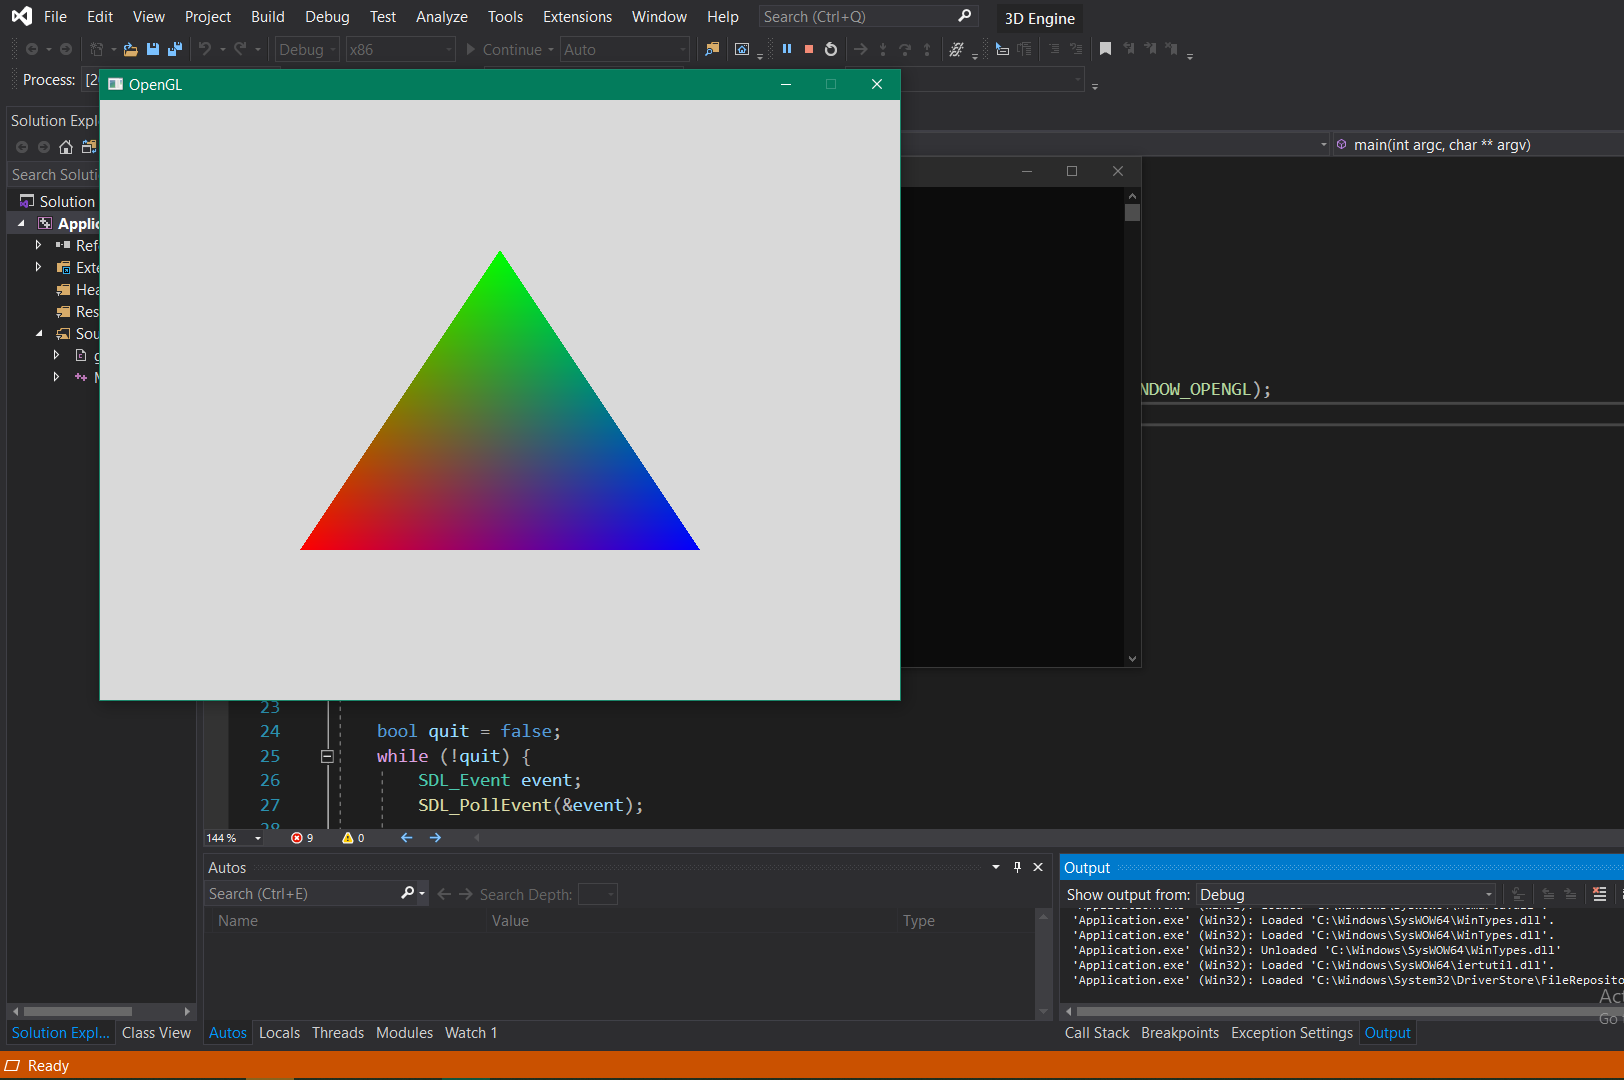 File Edit View Project Build Debug Test Analyze Tools Extensions Window Help Search (Ctrl+Q) 3D Engine
Debug x86 Continue Auto
Process:
OpenGL
Solution Expl
main(int argc, char ** argv)
Search Soluti
Solution
Applic
Ref
Exte
Hea
Res
Sou
NDOW_OPENGL);
23
24 bool quit = false;
25 while (!quit) {
26 SDL_Event event;
27 SDL_PollEvent(&event);
28
144 % 9 0
Autos
Search (Ctrl+E) Search Depth:
Name Value Type
Output
Show output from: Debug
'Application.exe' (Win32): Loaded 'C:\Windows\SysWOW64\WinTypes.dll'.
'Application.exe' (Win32): Loaded 'C:\Windows\SysWOW64\WinTypes.dll'.
'Application.exe' (Win32): Unloaded 'C:\Windows\SysWOW64\WinTypes.dll'
'Application.exe' (Win32): Loaded 'C:\Windows\SysWOW64\iertutil.dll'.
'Application.exe' (Win32): Loaded 'C:\Windows\System32\DriverStore\FileReposito
Act
Go to
Solution Expl... Class View Autos Locals Threads Modules Watch 1
Call Stack Breakpoints Exception Settings Output
Ready